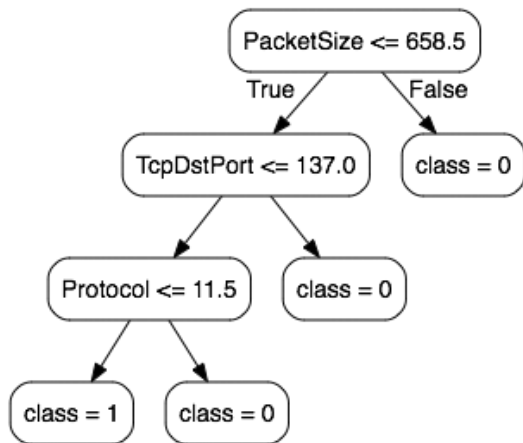 PacketSize <= 658.5
True
False
TcpDstPort <= 137.0
class = 0
Protocol <= 11.5
class = 0
class = 1
class = 0